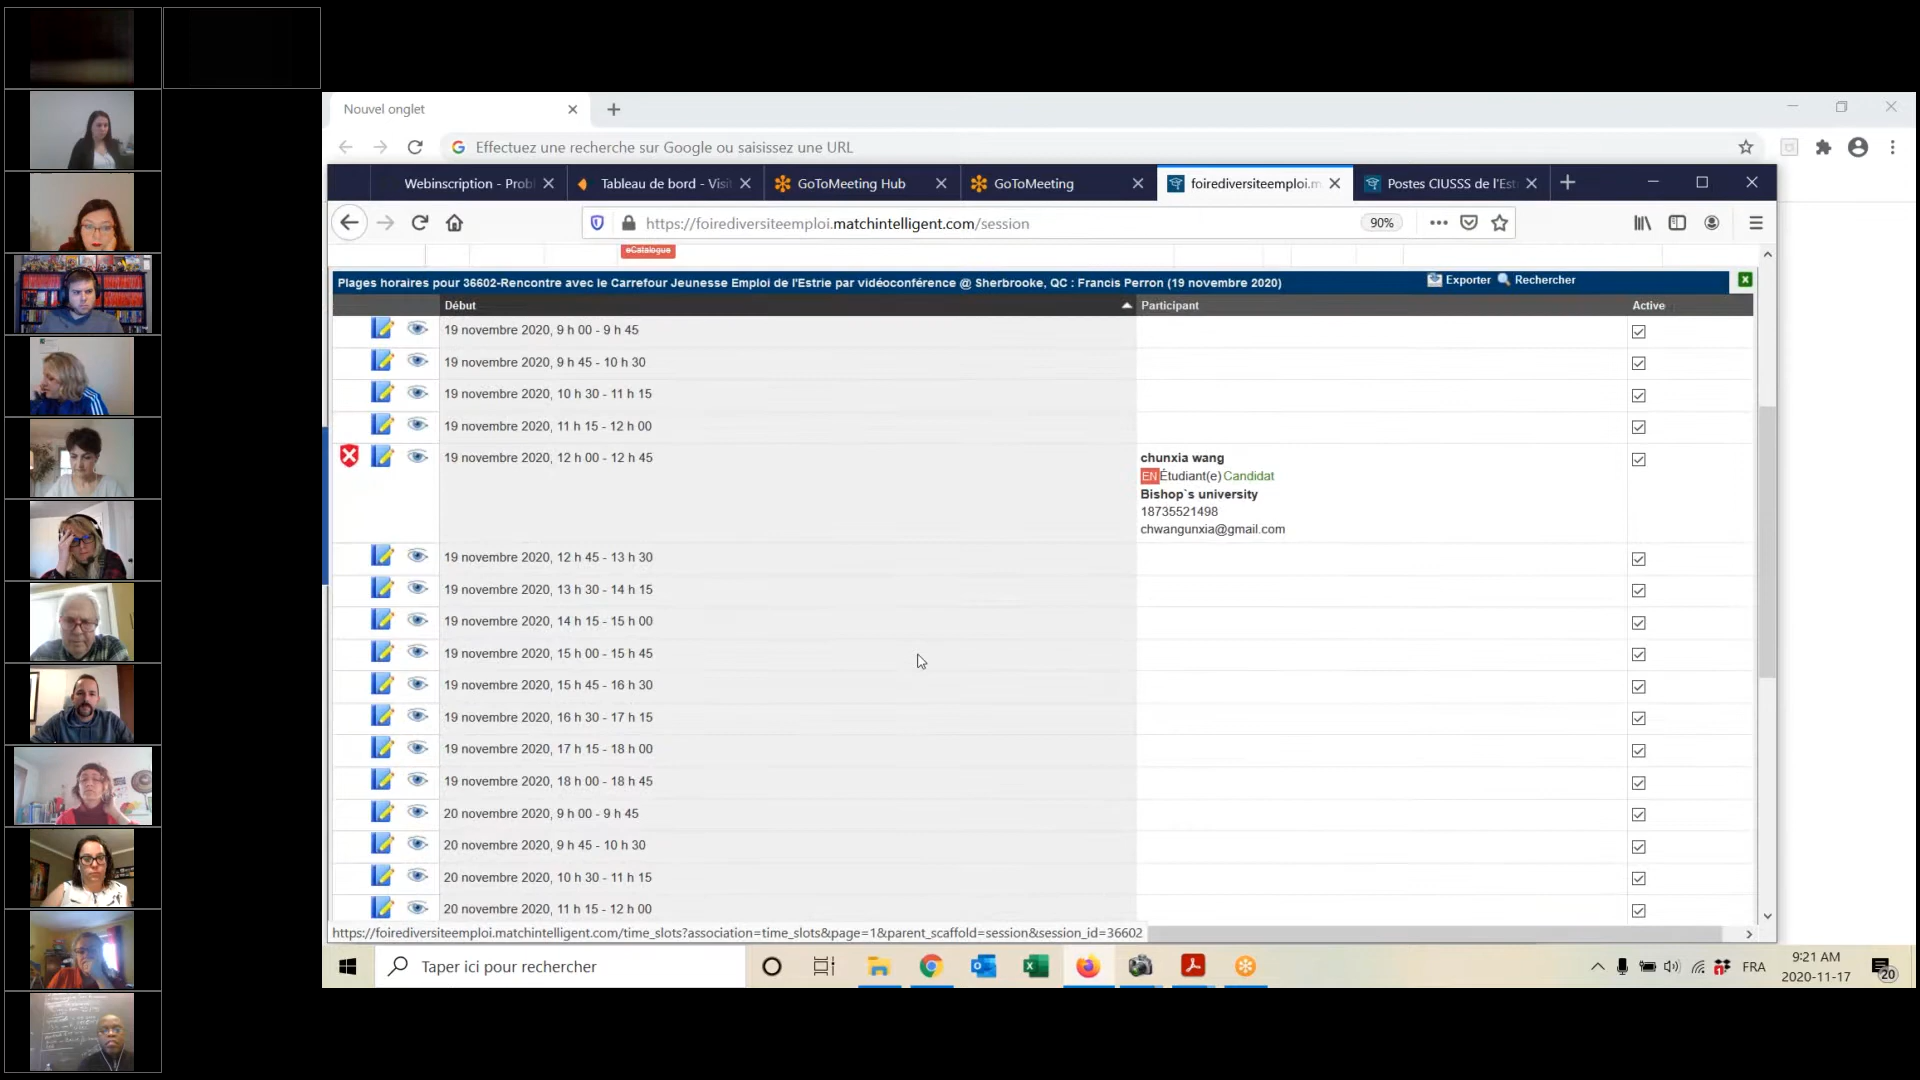 Nouvel onglet
Effectuez une recherche sur Google ou saisissez une URL
Webinscription - Prob
Tableau de bord - Visi
GoToMeeting Hub
GoToMeeting
foirediversiteemploi.m
Postes CIUSSS de l'Est
https://foirediversiteemploi.matchintelligent.com/session
90%
eCatalogue
Plages horaires pour 36602-Rencontre avec le Carrefour Jeunesse Emploi de l'Estrie par vidéoconférence @ Sherbrooke, QC : Francis Perron (19 novembre 2020)
Exporter
Rechercher
Début
Participant
Active
19 novembre 2020, 9 h 00 - 9 h 45
19 novembre 2020, 9 h 45 - 10 h 30
19 novembre 2020, 10 h 30 - 11 h 15
19 novembre 2020, 11 h 15 - 12 h 00
19 novembre 2020, 12 h 00 - 12 h 45
chunxia wang
EN Étudiant(e) Candidat
Bishop`s university
18735521498
chwangunxia@gmail.com
19 novembre 2020, 12 h 45 - 13 h 30
19 novembre 2020, 13 h 30 - 14 h 15
19 novembre 2020, 14 h 15 - 15 h 00
19 novembre 2020, 15 h 00 - 15 h 45
19 novembre 2020, 15 h 45 - 16 h 30
19 novembre 2020, 16 h 30 - 17 h 15
19 novembre 2020, 17 h 15 - 18 h 00
19 novembre 2020, 18 h 00 - 18 h 45
20 novembre 2020, 9 h 00 - 9 h 45
20 novembre 2020, 9 h 45 - 10 h 30
20 novembre 2020, 10 h 30 - 11 h 15
20 novembre 2020, 11 h 15 - 12 h 00
https://foirediversiteemploi.matchintelligent.com/time_slots?association=time_slots&page=1&parent_scaffold=session&session_id=36602
Taper ici pour rechercher
FRA
9:21 AM
2020-11-17
20